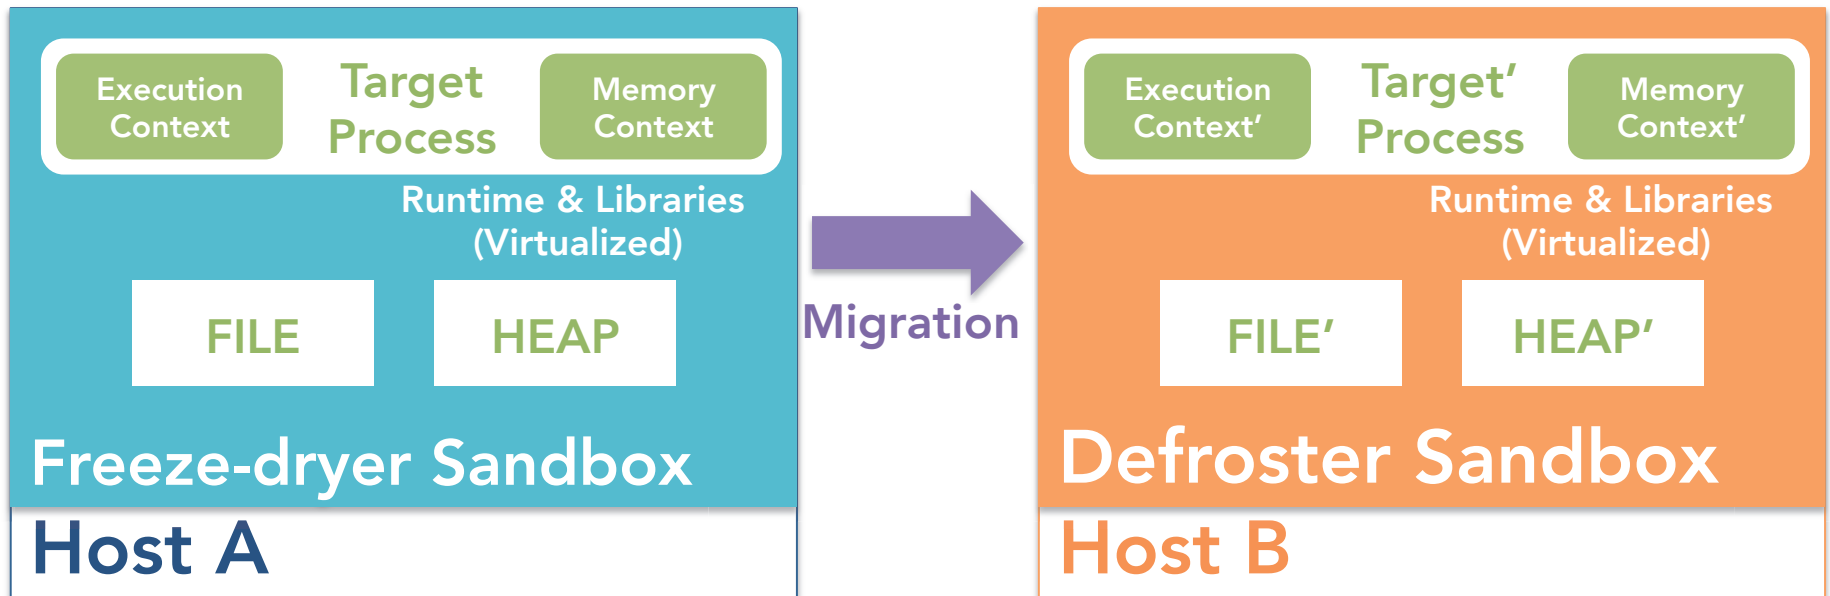 Execution
Context
Target
Process
Memory
Context
Runtime & Libraries
(Virtualized)
FILE
HEAP
Freeze-dryer Sandbox
Host A
Migration
Execution
Context’
Target’
Process
Memory
Context’
Runtime & Libraries
(Virtualized)
FILE’
HEAP’
Defroster Sandbox
Host B